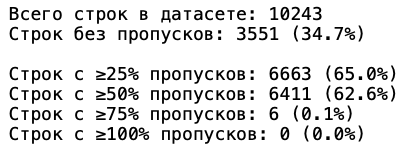 Всего строк в датасете: 10243
Строк без пропусков: 3551 (34.7%)
Строк с ≥25% пропусков: 6663 (65.0%)
Строк с ≥50% пропусков: 6411 (62.6%)
Строк с ≥75% пропусков: 6 (0.1%)
Строк с ≥100% пропусков: 0 (0.0%)